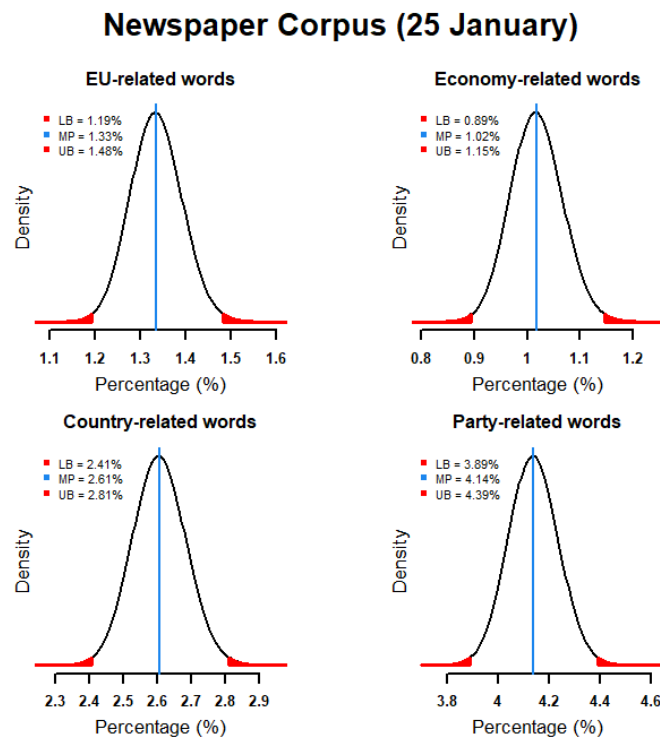 Newspaper Corpus (25 January)
EU-related words
LB = 1.19%
MP = 1.33%
UB = 1.48%
Density
1.1 1.2 1.3 1.4 1.5 1.6
Percentage (%)
Economy-related words
LB = 0.89%
MP = 1.02%
UB = 1.15%
Density
0.8 0.9 1 1.1 1.2
Percentage (%)
Country-related words
LB = 2.41%
MP = 2.61%
UB = 2.81%
Density
2.3 2.4 2.5 2.6 2.7 2.8 2.9
Percentage (%)
Party-related words
LB = 3.89%
MP = 4.14%
UB = 4.39%
Density
3.8 4 4.2 4.4 4.6
Percentage (%)